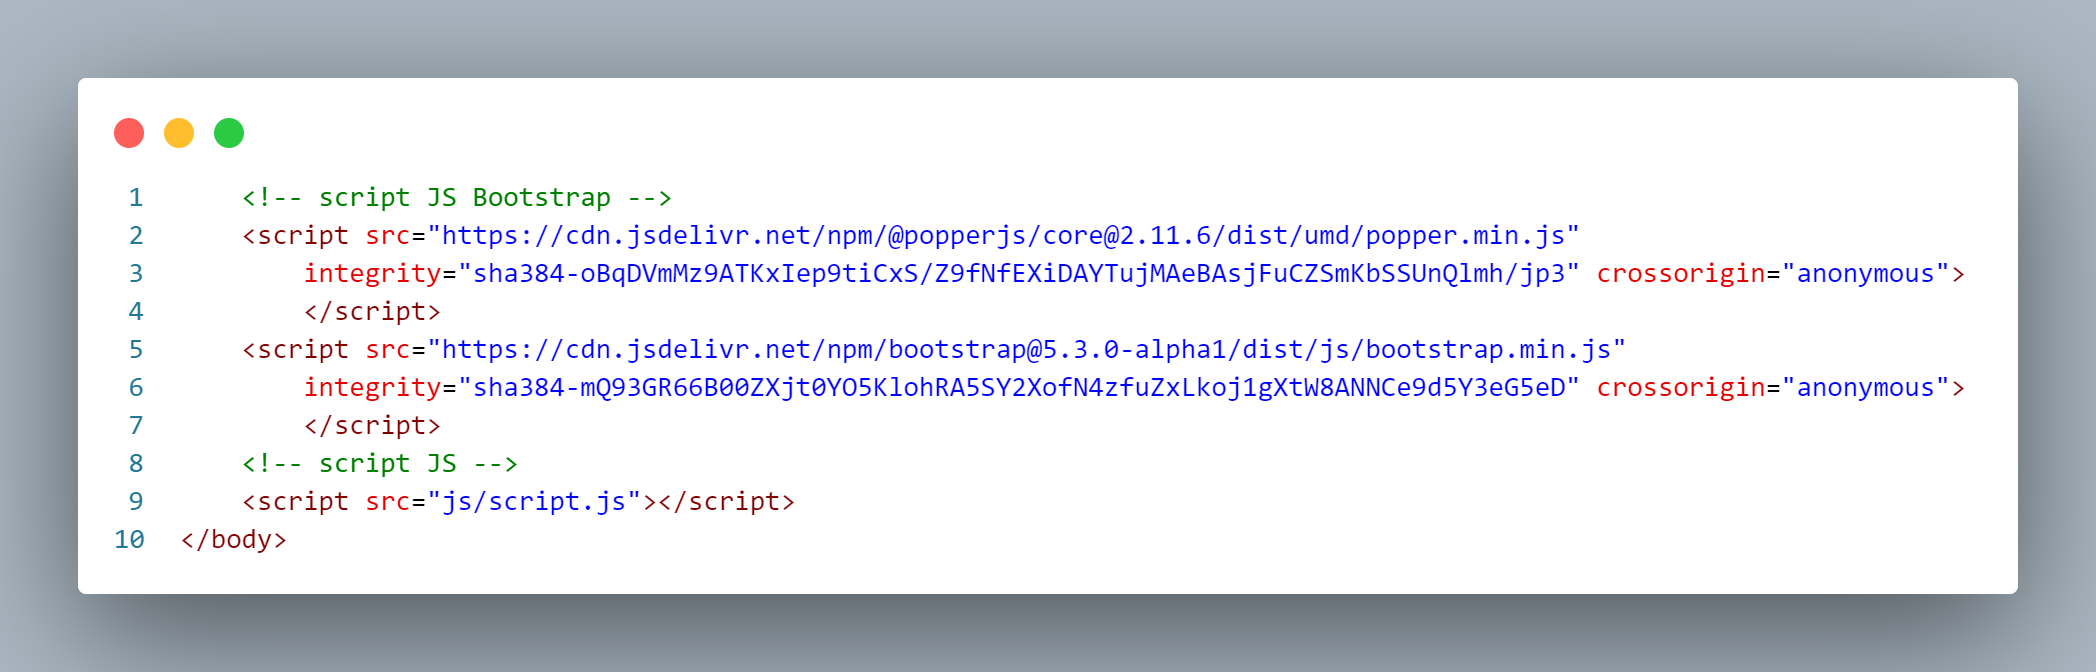 1 <!-- script JS Bootstrap -->
2 <script src="https://cdn.jsdelivr.net/npm/@popperjs/core@2.11.6/dist/umd/popper.min.js"
3 integrity="sha384-oBqDVmMz9ATKxIep9tiCxS/Z9fNfEXiDAYTujMAeBAsjFuCZSmKbSSUnQlmh/jp3" crossorigin="anonymous">
4 </script>
5 <script src="https://cdn.jsdelivr.net/npm/bootstrap@5.3.0-alpha1/dist/js/bootstrap.min.js"
6 integrity="sha384-mQ93GR66B00ZXjt0YO5KlohRA5SY2XofN4zfuZxLkoj1gXtW8ANNCe9d5Y3eG5eD" crossorigin="anonymous">
7 </script>
8 <!-- script JS -->
9 <script src="js/script.js"></script>
10 </body>